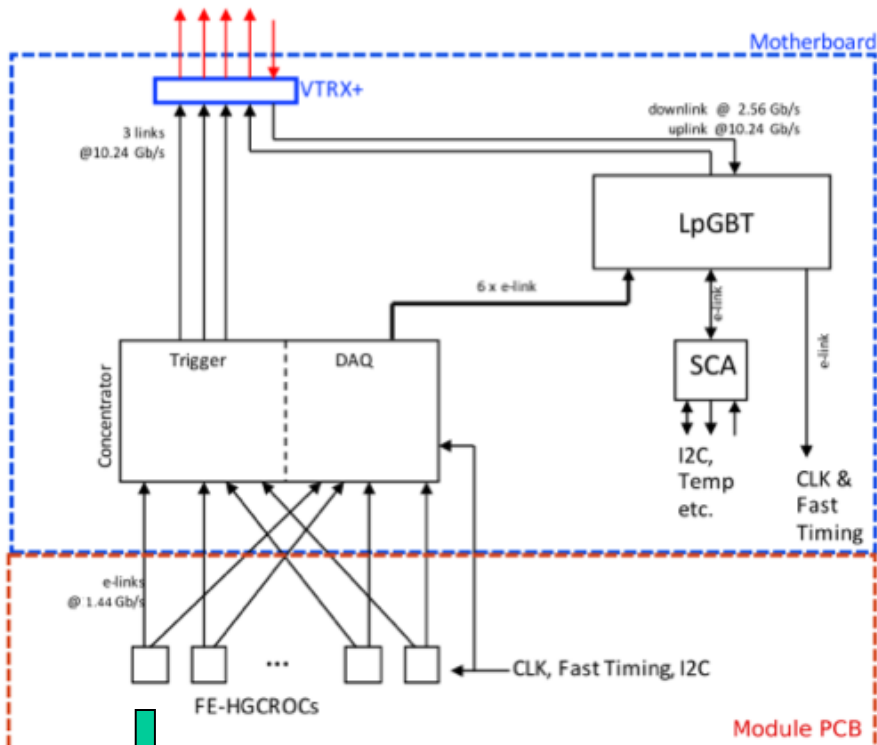 Motherboard
VTRX+
downlink @ 2.56 Gb/s
uplink @10.24 Gb/s
3 links
@10.24 Gb/s
LpGBT
6 x e-link
e-link
e-link
Trigger
DAQ
Concentrator
SCA
I2C,
Temp
etc.
CLK &
Fast
Timing
e-links
@ 1.44 Gb/s
...
CLK, Fast Timing, I2C
FE-HGCROCs
Module PCB